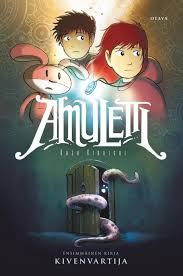 OTAVA
AMULETTI
KAZU KIBUISHI
ENSIMMÄINEN KIRJA
KIVENVARTIJA